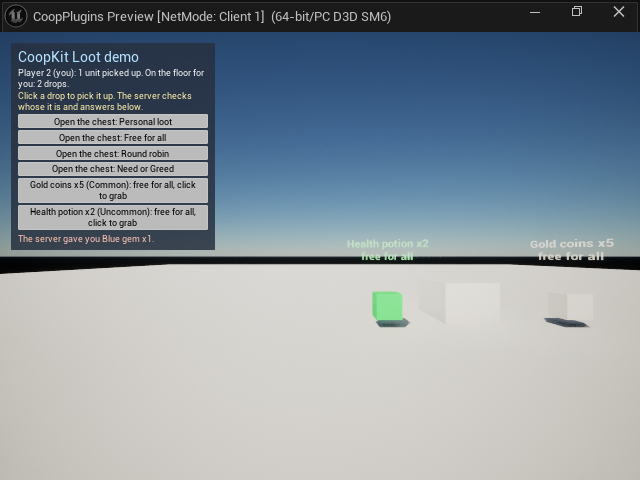 CoopPlugins Preview [NetMode: Client 1]  (64-bit/PC D3D SM6)
CoopKit Loot demo
Player 2 (you): 1 unit picked up. On the floor for
you: 2 drops.
Click a drop to pick it up. The server checks
whose it is and answers below.
Open the chest: Personal loot
Open the chest: Free for all
Open the chest: Round robin
Open the chest: Need or Greed
Gold coins x5 (Common): free for all, click
to grab
Health potion x2 (Uncommon): free for all,
click to grab
The server gave you Blue gem x1.
Health potion x2
free for all
Gold coins x5
free for all